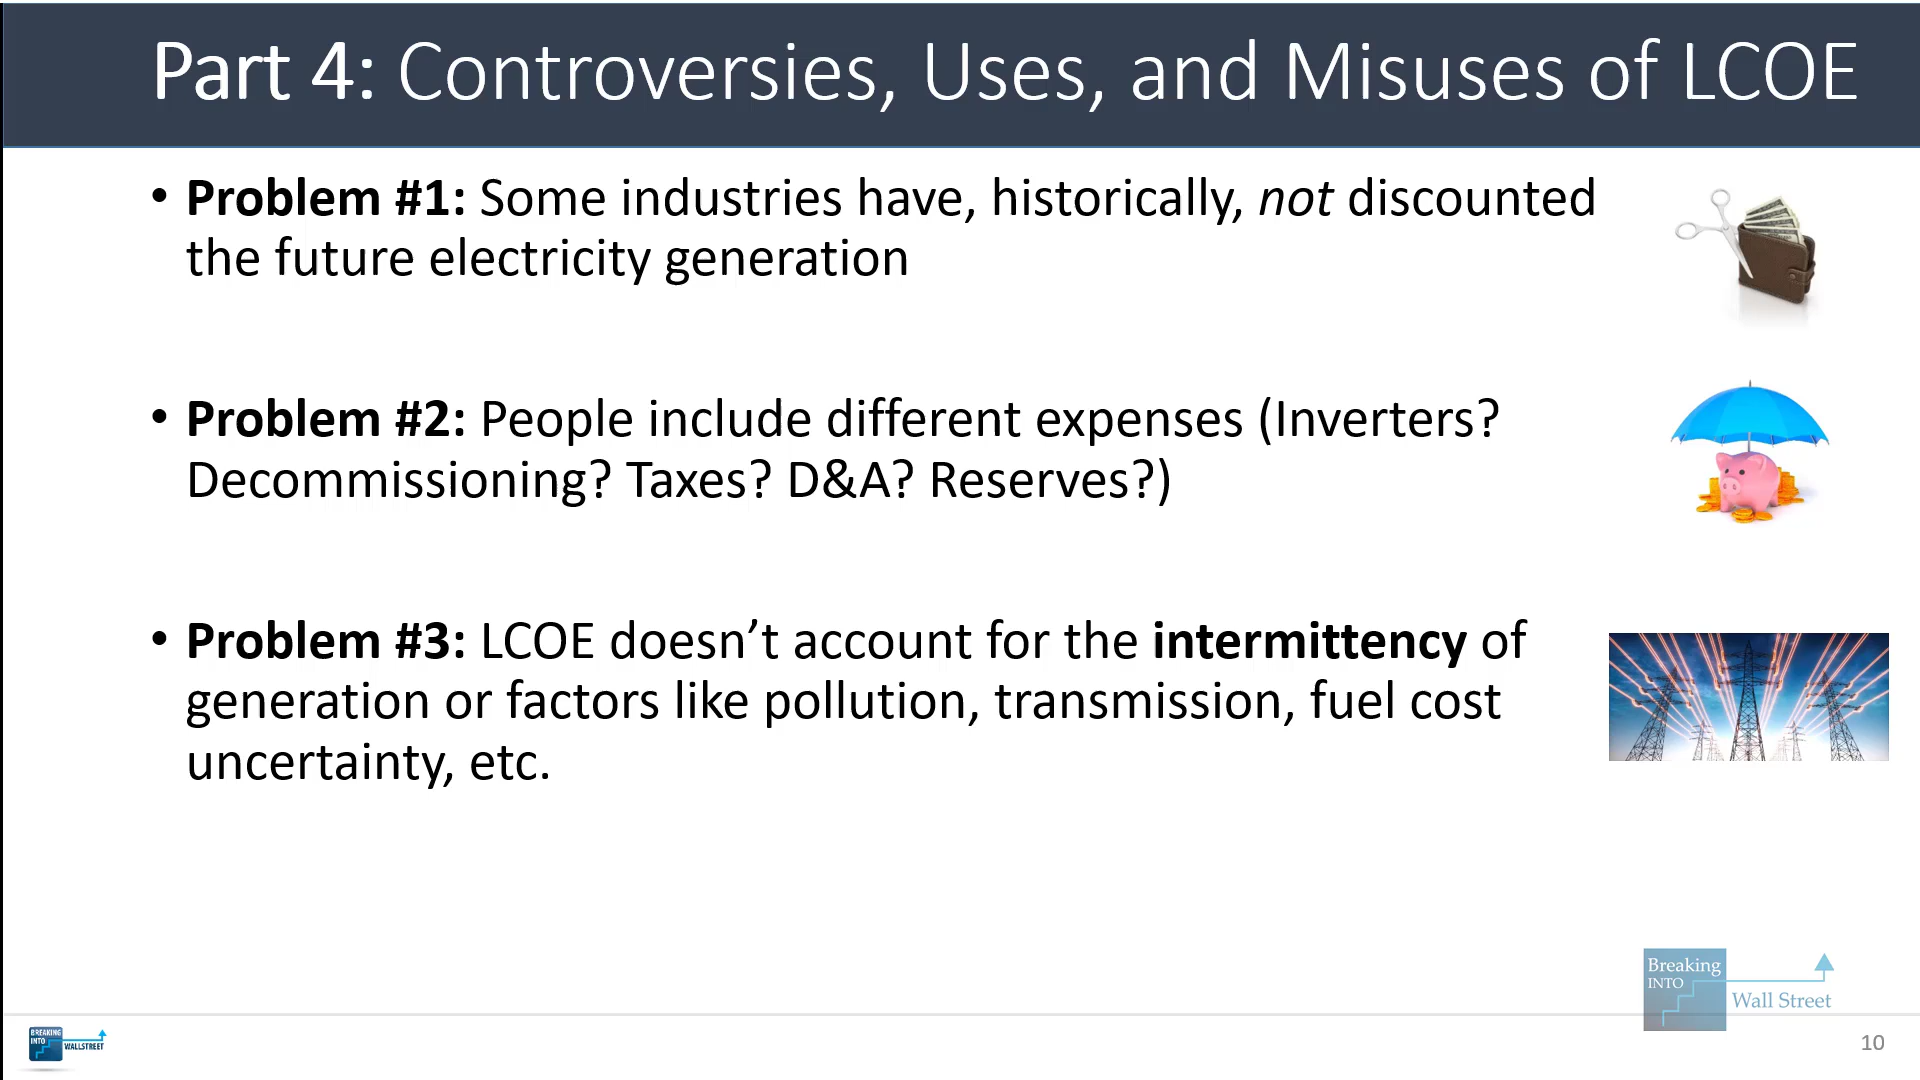 Part 4: Controversies, Uses, and Misuses of LCOE
• Problem #1: Some industries have, historically, not discounted
the future electricity generation
• Problem #2: People include different expenses (Inverters?
Decommissioning? Taxes? D&A? Reserves?)
• Problem #3: LCOE doesn’t account for the intermittency of
generation or factors like pollution, transmission, fuel cost
uncertainty, etc.
Breaking
INTO
Wall Street
BREAKING
INTO
WALLSTREET
10